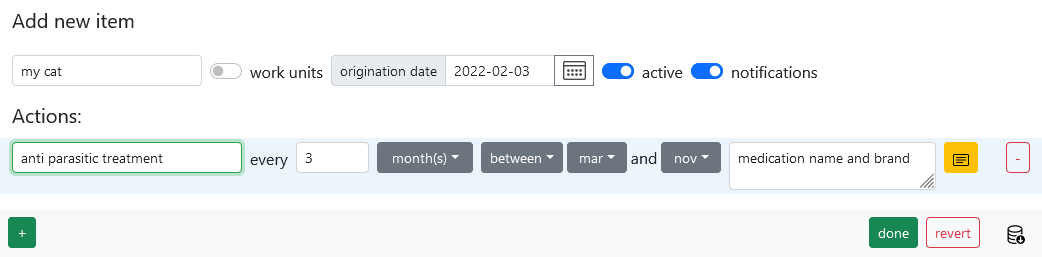 Add new item
my cat work units origination date 2022-02-03 active notifications
Actions:
anti parasitic treatment every 3 month(s) between mar and nov medication name and brand -
+ done revert